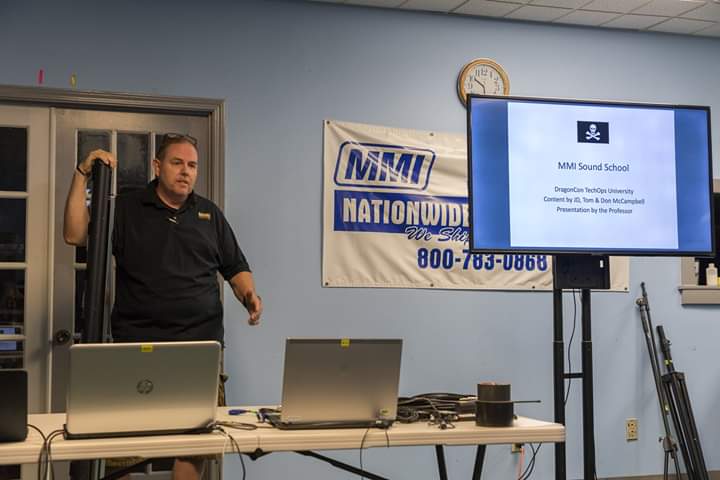 MMI
NATIONWIDE
We Ship
800-783-0868
MMI Sound School
DragonCon TechOps University
Content by JD, Tom & Don McCampbell
Presentation by the Professor
hp